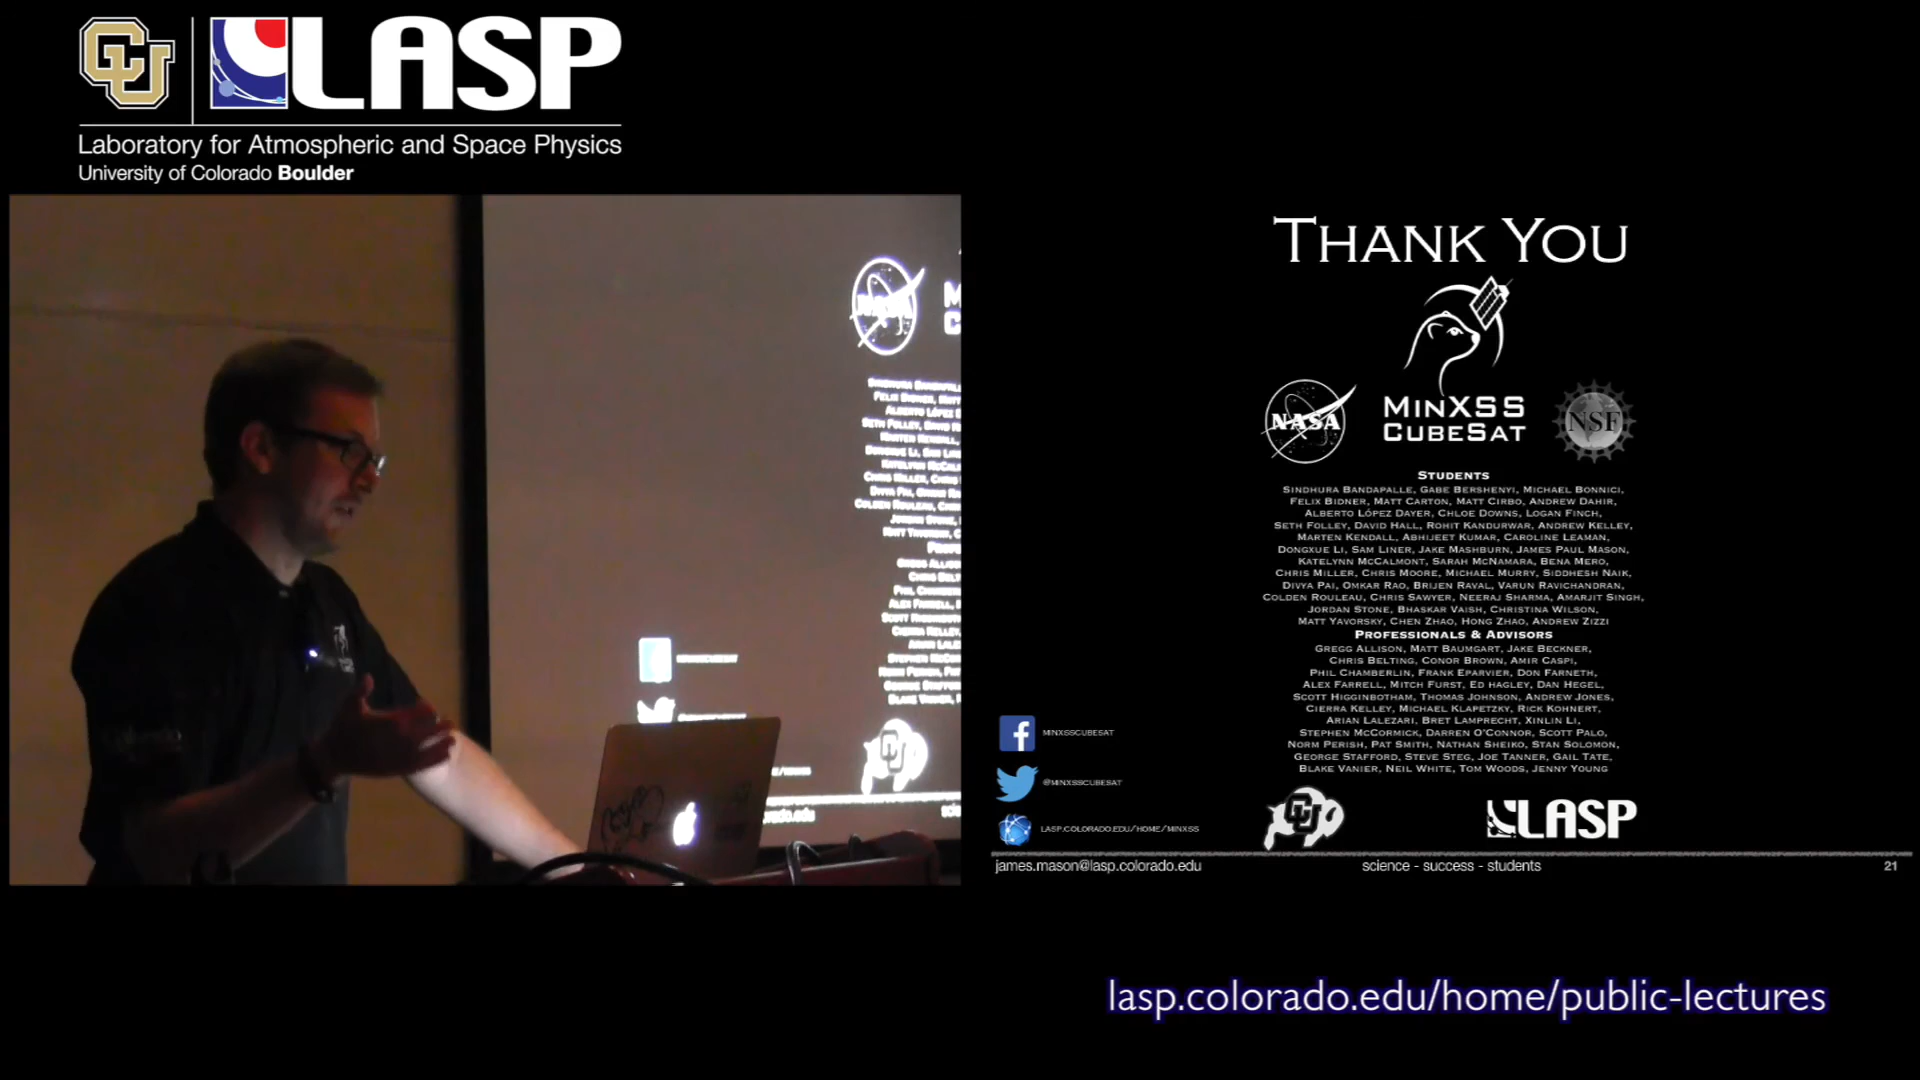 CU LASP
Laboratory for Atmospheric and Space Physics
University of Colorado Boulder
THANK YOU
NASA
MINXSS
CUBESAT
NSF
STUDENTS
SINDHURA BANDAPALLE, GABE BERSHENYI, MICHAEL BONNICI,
FELIX BIDNER, MATT CARTON, MATT CIRBO, ANDREW DAHIR,
ALBERTO LÓPEZ DAYER, CHLOE DOWNS, LOGAN FINCH,
SETH FOLLEY, DAVID HALL, ROHIT KANDURWAR, ANDREW KELLEY,
MARTEN KENDALL, ABHIJEET KUMAR, CAROLINE LEAMAN,
DONGXUE LI, SAM LINER, JAKE MASHBURN, JAMES PAUL MASON,
KATELYNN MCCALMONT, SARAH MCNAMARA, BENA MERO,
CHRIS MILLER, CHRIS MOORE, MICHAEL MURRY, SIDDHESH NAIK,
DIVYA PAI, OMKAR RAO, BRIJEN RAVAL, VARUN RAVICHANDRAN,
COLDEN ROULEAU, CHRIS SAWYER, NEERAJ SHARMA, AMARJIT SINGH,
JORDAN STONE, BHASKAR VAISH, CHRISTINA WILSON,
MATT YAVORSKY, CHEN ZHAO, HONG ZHAO, ANDREW ZIZZI
PROFESSIONALS & ADVISORS
GREGG ALLISON, MATT BAUMGART, JAKE BECKNER,
CHRIS BELTING, CONOR BROWN, AMIR CASPI,
PHIL CHAMBERLIN, FRANK EPARVIER, DON FARNETH,
ALEX FARRELL, MITCH FURST, ED HAGLEY, DAN HEGEL,
SCOTT HIGGINBOTHAM, THOMAS JOHNSON, ANDREW JONES,
CIERRA KELLEY, MICHAEL KLAPETZKY, RICK KOHNERT,
ARIAN LALEZARI, BRET LAMPRECHT, XINLIN LI,
STEPHEN MCCORMICK, DARREN O'CONNOR, SCOTT PALO,
NORM PERISH, PAT SMITH, NATHAN SHEIKO, STAN SOLOMON,
GEORGE STAFFORD, STEVE STEG, JOE TANNER, GAIL TATE,
BLAKE VANIER, NEIL WHITE, TOM WOODS, JENNY YOUNG
MINXSSCUBESAT
@MINXSSCUBESAT
LASP.COLORADO.EDU/HOME/MINXSS
CU
LASP
james.mason@lasp.colorado.edu
science - success - students
21
lasp.colorado.edu/home/public-lectures